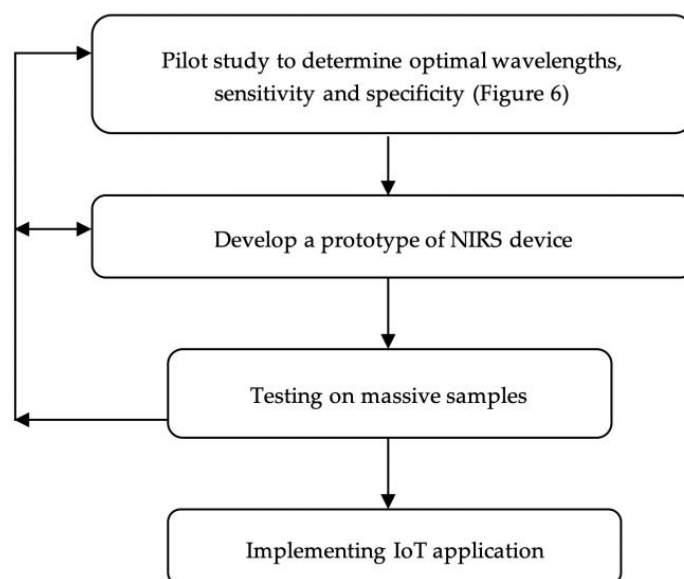 Pilot study to determine optimal wavelengths,
sensitivity and specificity (Figure 6)
Develop a prototype of NIRS device
Testing on massive samples
Implementing IoT application